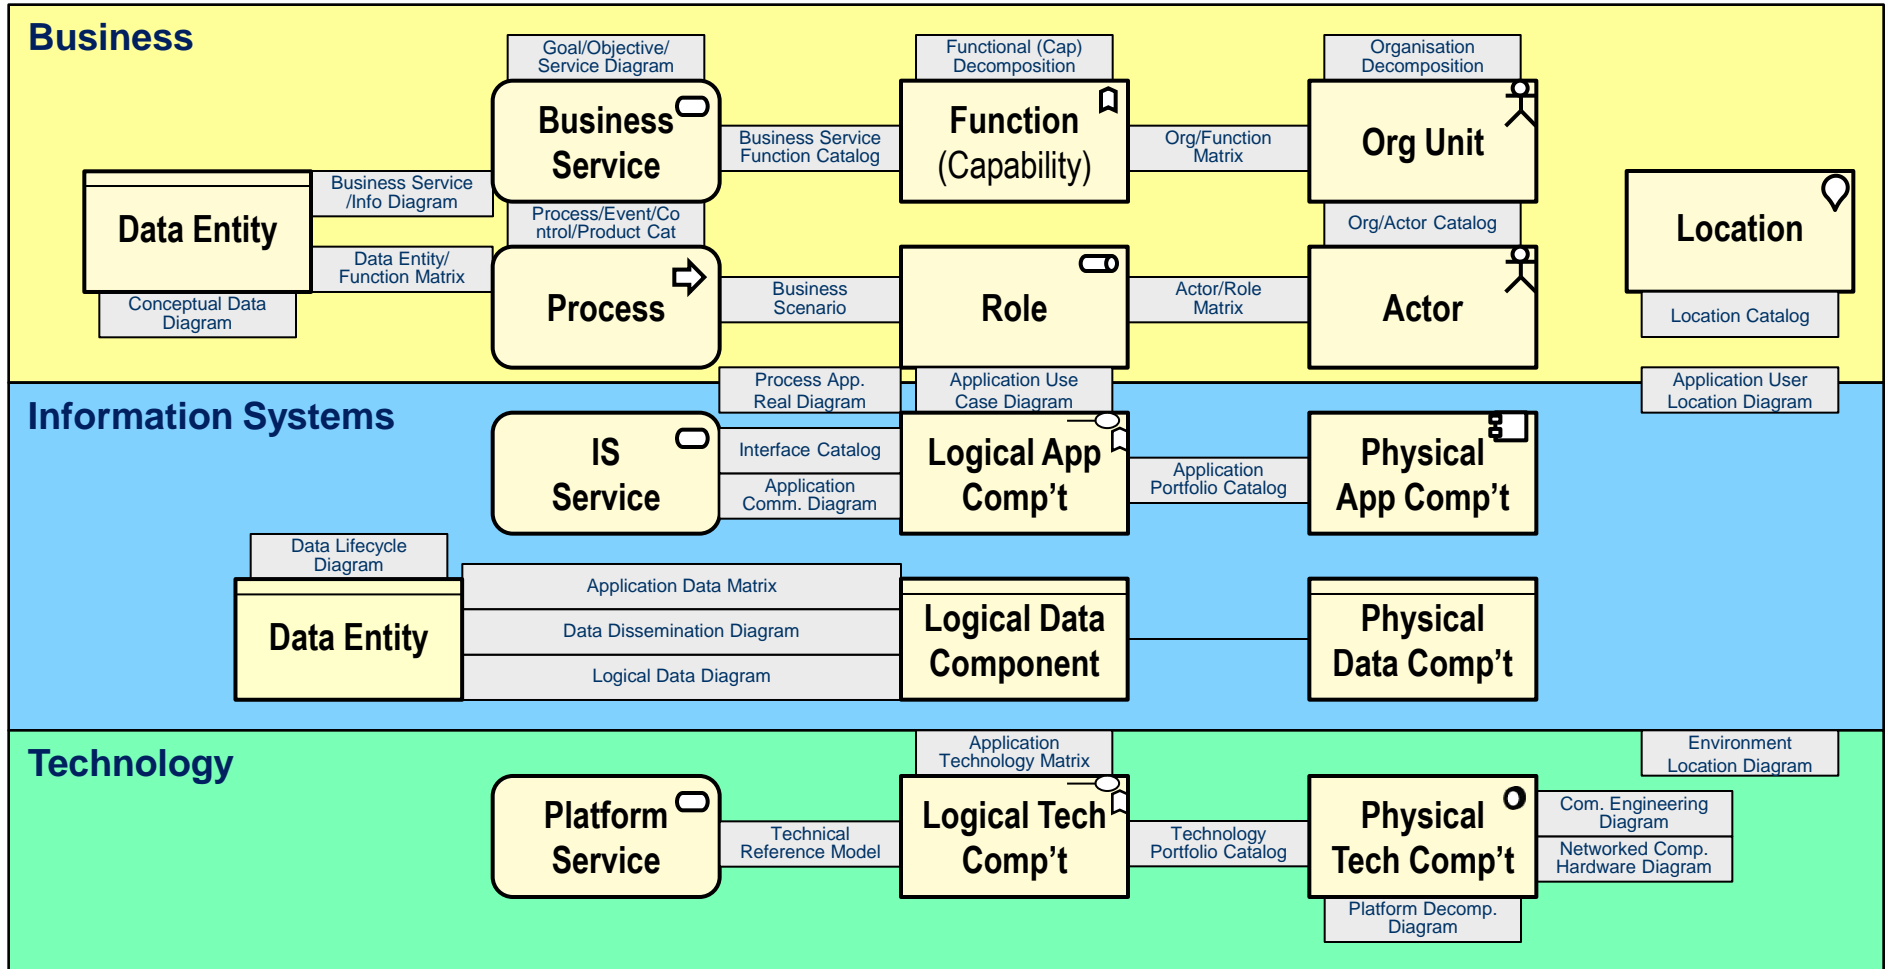 Business
Goal/Objective/
Service Diagram
Functional (Cap)
Decomposition
Organisation
Decomposition
Business
Service
Business Service
Function Catalog
Function
(Capability)
Org/Function
Matrix
Org Unit
Data Entity
Business Service
/Info Diagram
Process/Event/Co
ntrol/Product Cat
Org/Actor Catalog
Location
Data Entity/
Function Matrix
Conceptual Data
Diagram
Process
Business
Scenario
Role
Actor/Role
Matrix
Actor
Location Catalog
Process App.
Real Diagram
Application Use
Case Diagram
Application User
Location Diagram
Information Systems
IS
Service
Interface Catalog
Application
Comm. Diagram
Logical App
Comp’t
Application
Portfolio Catalog
Physical
App Comp’t
Data Lifecycle
Diagram
Data Entity
Application Data Matrix
Data Dissemination Diagram
Logical Data Diagram
Logical Data
Component
Physical
Data Comp’t
Technology
Application
Technology Matrix
Environment
Location Diagram
Platform
Service
Technical
Reference Model
Logical Tech
Comp’t
Technology
Portfolio Catalog
Physical
Tech Comp’t
Com. Engineering
Diagram
Networked Comp.
Hardware Diagram
Platform Decomp.
Diagram